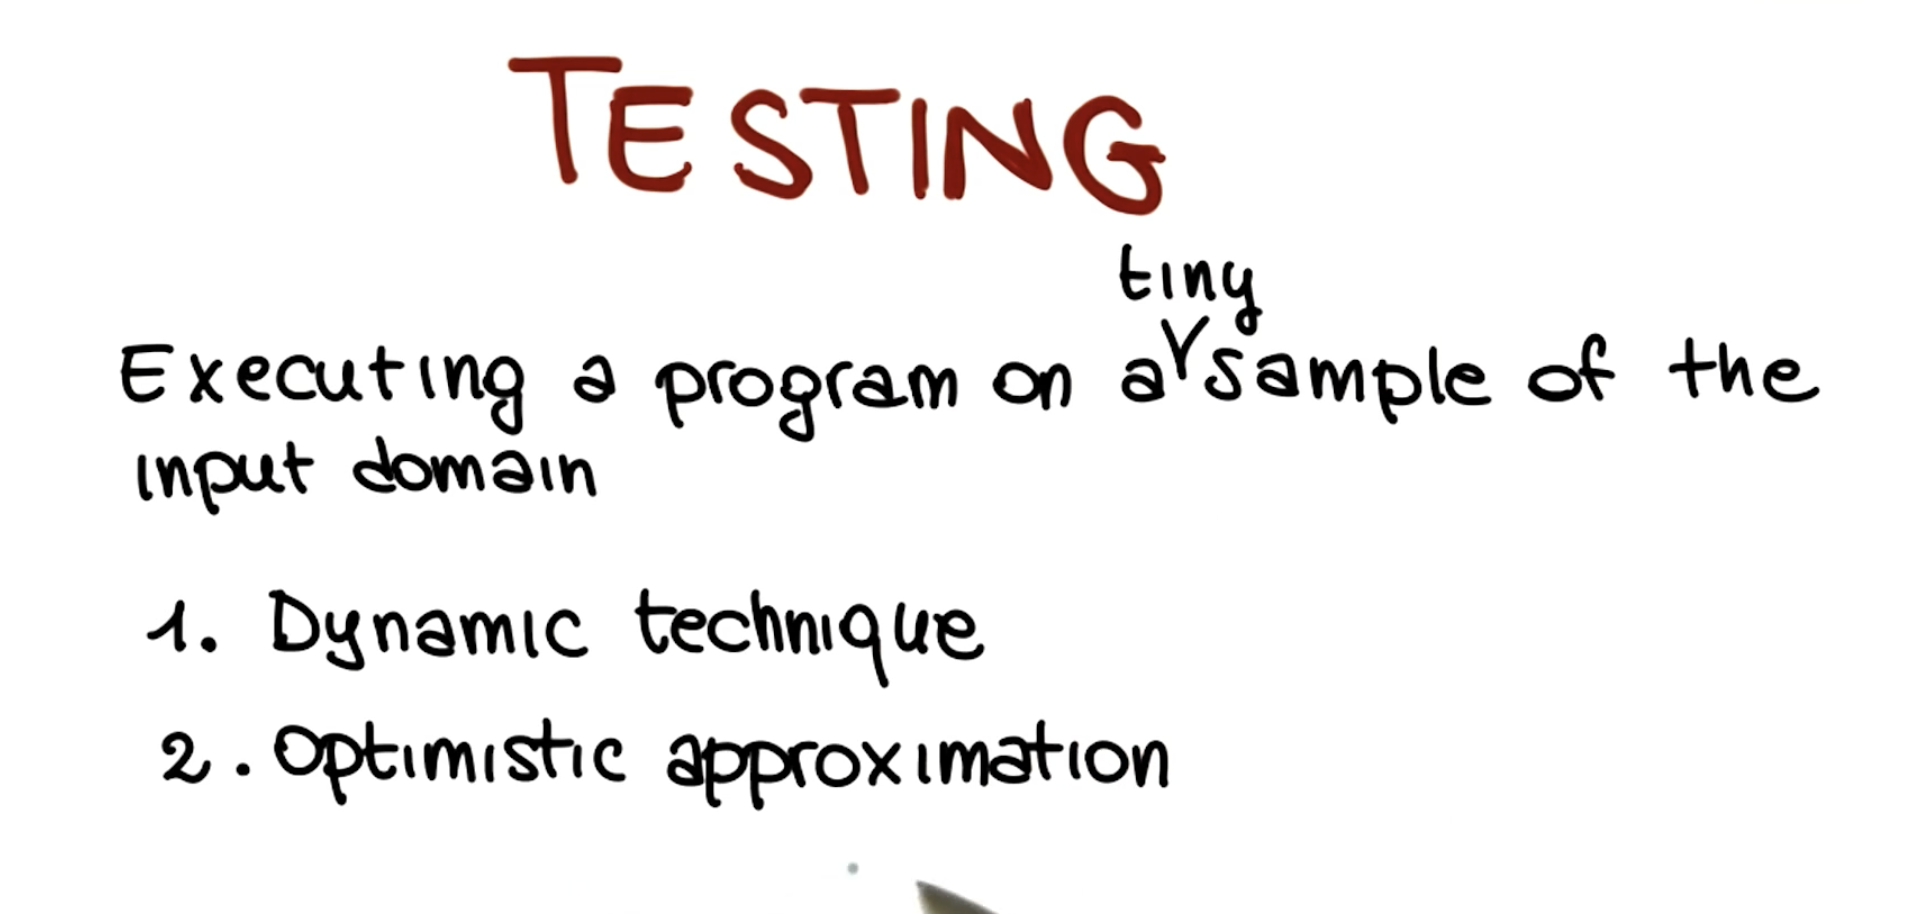 TESTING
tiny
Executing a program on a sample of the
input domain
1. Dynamic technique
2. Optimistic approximation